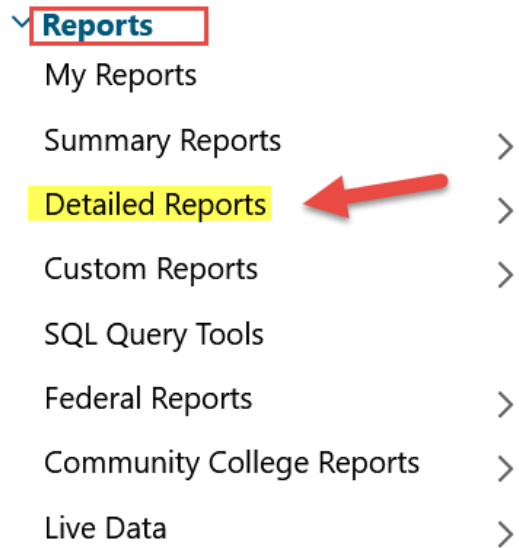 Reports
My Reports
Summary Reports
Detailed Reports
Custom Reports
SQL Query Tools
Federal Reports
Community College Reports
Live Data